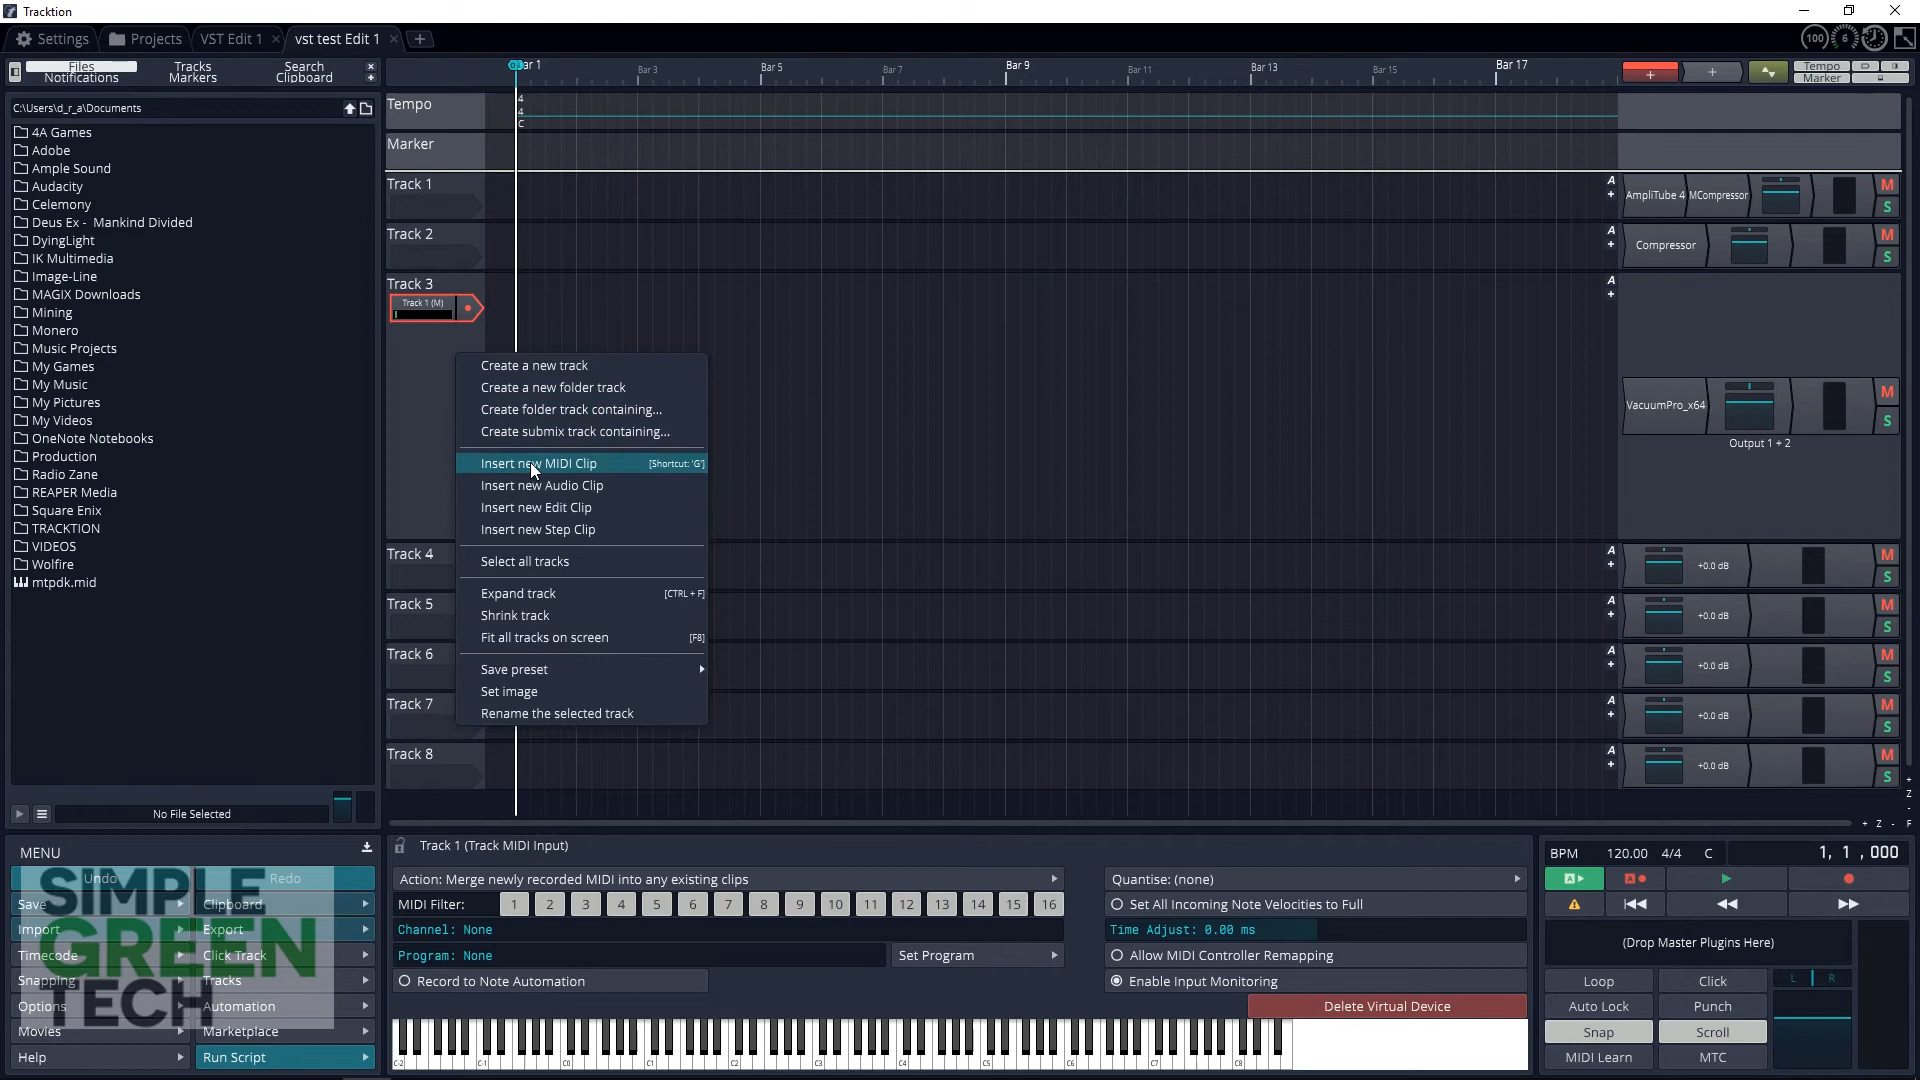 Tracktion
Settings
Projects
VST Edit 1
vst test Edit 1
100
6
Files
Notifications
Tracks
Markers
Search
Clipboard
Bar 3
Bar 5
Bar 7
Bar 9
Bar 11
Bar 13
Bar 15
Bar 17
Tempo
Marker
C:\Users\d_r_a\Documents
4A Games
Adobe
Ample Sound
Audacity
Celemony
Deus Ex - Mankind Divided
DyingLight
IK Multimedia
Image-Line
MAGIX Downloads
Mining
Monero
Music Projects
My Games
My Music
My Pictures
My Videos
OneNote Notebooks
Production
Radio Zane
REAPER Media
Square Enix
TRACKTION
VIDEOS
Wolfire
mtpdk.mid
No File Selected
Tempo
4
4
C
Marker
Track 1
A
AmpliTube 4
MCompressor
M
S
Track 2
A
Compressor
M
S
Track 3
Track 1 (M)
A
VacuumPro_x64
Output 1 + 2
M
S
Create a new track
Create a new folder track
Create folder track containing...
Create submix track containing...
Insert new MIDI Clip [Shortcut: 'G']
Insert new Audio Clip
Insert new Edit Clip
Insert new Step Clip
Select all tracks
Expand track [CTRL + F]
Shrink track
Fit all tracks on screen [F8]
Save preset
Set image
Rename the selected track
Track 4
A
+0.0 dB
M
S
Track 5
A
+0.0 dB
M
S
Track 6
A
+0.0 dB
M
S
Track 7
A
+0.0 dB
M
S
Track 8
A
+0.0 dB
M
S
+ Z -
+ Z - F
MENU
Undo
Redo
Save
Clipboard
Import
Export
Timecode
Click Track
Snapping
Tracks
Options
Automation
Movies
Marketplace
Help
Run Script
SIMPLE
GREEN
TECH
Track 1 (Track MIDI Input)
Action: Merge newly recorded MIDI into any existing clips
MIDI Filter: 1 2 3 4 5 6 7 8 9 10 11 12 13 14 15 16
Channel: None
Program: None
Set Program
Record to Note Automation
Quantise: (none)
Set All Incoming Note Velocities to Full
Time Adjust: 0.00 ms
Allow MIDI Controller Remapping
Enable Input Monitoring
Delete Virtual Device
C-2 C-1 C0 C1 C2 C3 C4 C5 C6 C7 C8
BPM 120.00 4/4 C 1, 1 , 000
A
A
(Drop Master Plugins Here)
Loop
Click
L R
Auto Lock
Punch
Snap
Scroll
MIDI Learn
MTC